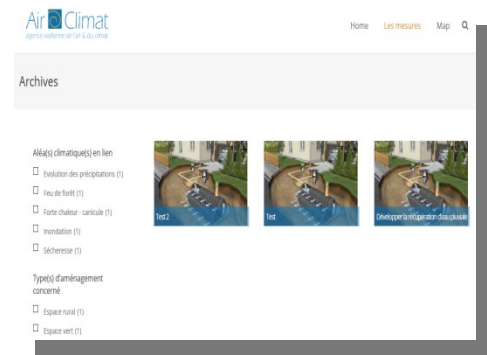 Air Climat
agence wallonne de l'air & du climat
Home Les mesures Map
Archives
Aléa(s) climatique(s) en lien
Evolution des précipitations (1)
Feu de forêt (1)
Forte chaleur - canicule (1)
Inondation (1)
Sécheresse (1)
Type(s) d'aménagement
concerné
Espace rural (1)
Espace vert (1)
Test 2
Test
Développer la récupération d'eau pluviale